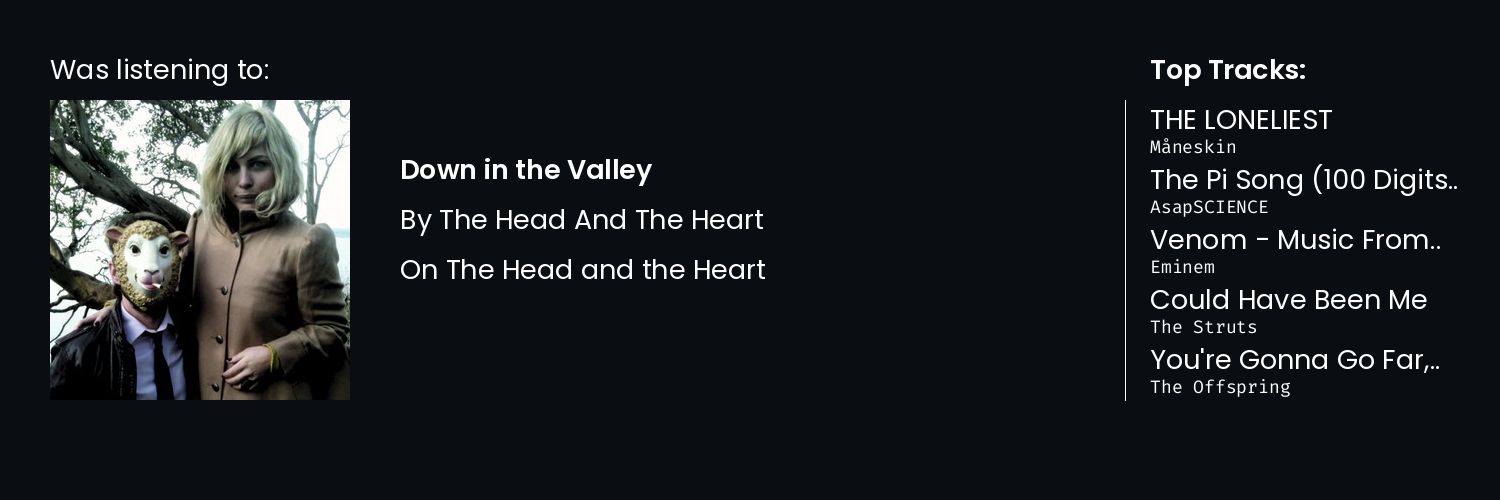 Was listening to:
Down in the Valley
By The Head And The Heart
On The Head and the Heart
Top Tracks:
THE LONELIEST
Måneskin
The Pi Song (100 Digits..
AsapSCIENCE
Venom - Music From..
Eminem
Could Have Been Me
The Struts
You're Gonna Go Far,..
The Offspring